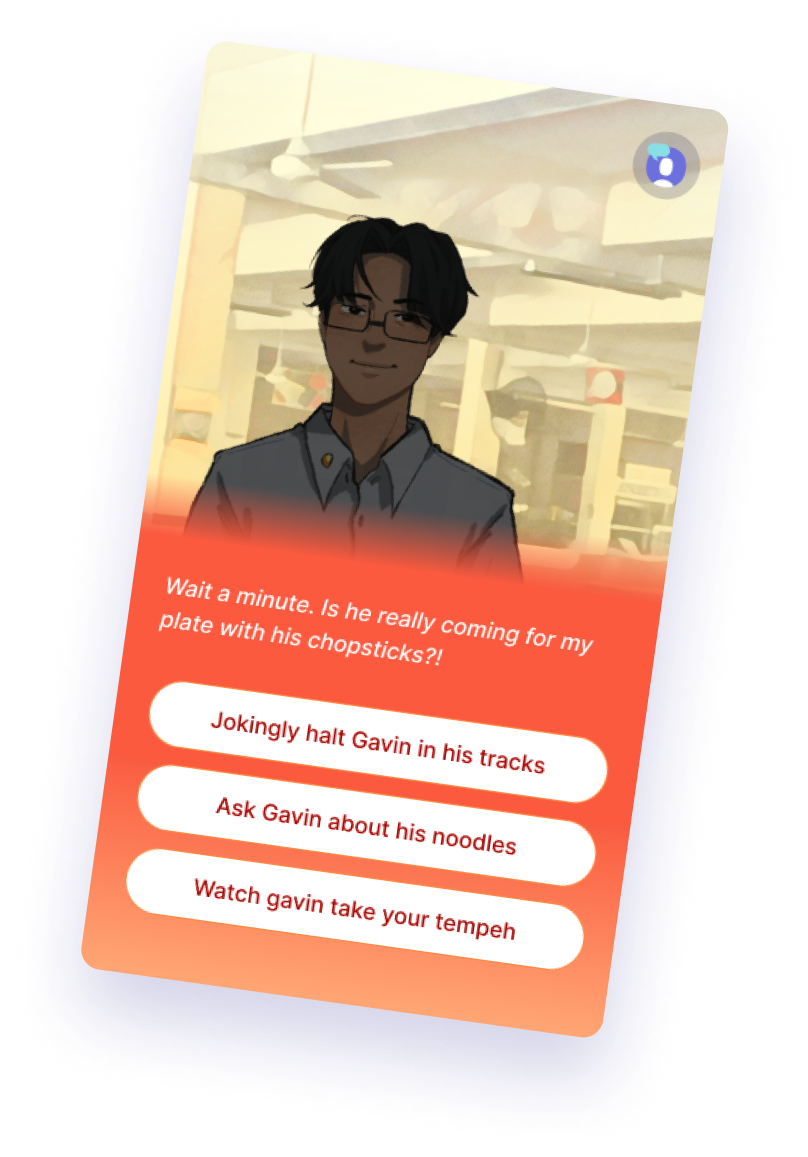 Wait a minute. Is he really coming for my
plate with his chopsticks?!
Jokingly halt Gavin in his tracks
Ask Gavin about his noodles
Watch gavin take your tempeh